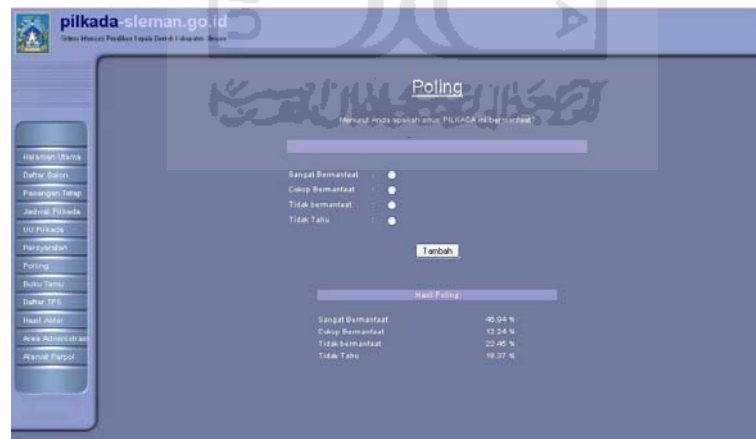 pilkada-sleman.go.id
Poling
Menurut Anda apakah situs PILKADA ini bermanfaat?
Halaman Utama
Daftar Balon
Pasangan Tetap
Jadwal Pilkada
UU Pilkada
Persyaratan
Polling
Buku Tamu
Daftar TPS
Hasil Akhir
Area Administrasi
Alamat Parpol
Sangat Bermanfaat :
Cukup Bermanfaat :
Tidak bermanfaat :
Tidak Tahu :
Tambah
Hasil Poling
Sangat Bermanfaat 46.94 %
Cukup Bermanfaat 12.24 %
Tidak bermanfaat 22.45 %
Tidak Tahu 18.37 %